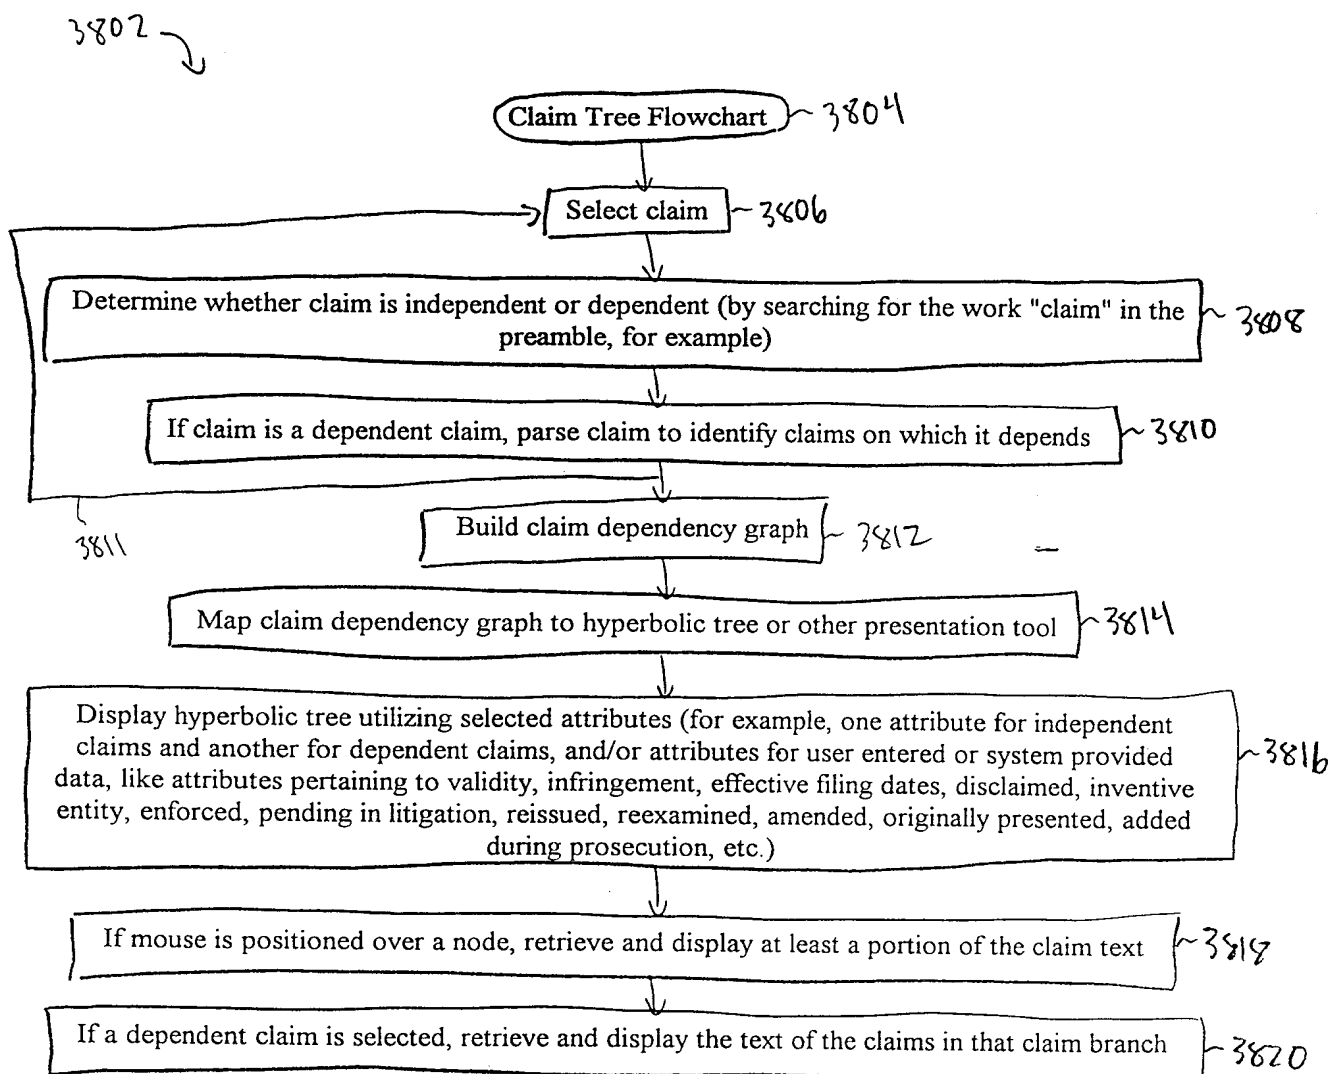 3802
Claim Tree Flowchart 3804
Select claim 3806
Determine whether claim is independent or dependent (by searching for the work "claim" in the
preamble, for example)
3808
If claim is a dependent claim, parse claim to identify claims on which it depends 3810
3811
Build claim dependency graph 3812
Map claim dependency graph to hyperbolic tree or other presentation tool 3814
Display hyperbolic tree utilizing selected attributes (for example, one attribute for independent
claims and another for dependent claims, and/or attributes for user entered or system provided
data, like attributes pertaining to validity, infringement, effective filing dates, disclaimed, inventive
entity, enforced, pending in litigation, reissued, reexamined, amended, originally presented, added
during prosecution, etc.)
3816
If mouse is positioned over a node, retrieve and display at least a portion of the claim text 3818
If a dependent claim is selected, retrieve and display the text of the claims in that claim branch 3820